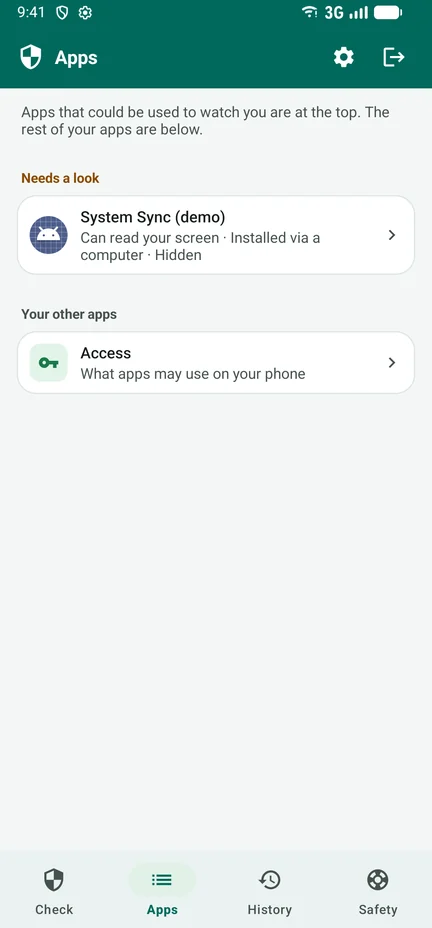 9:41
3G
Apps
Apps that could be used to watch you are at the top. The
rest of your apps are below.
Needs a look
System Sync (demo)
Can read your screen · Installed via a
computer · Hidden
Your other apps
Access
What apps may use on your phone
Check
Apps
History
Safety